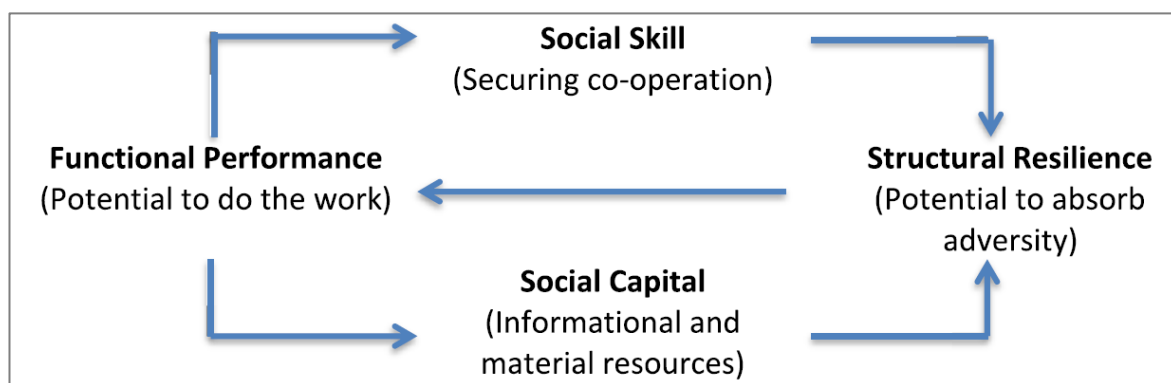 Social Skill
(Securing co-operation)
Functional Performance
(Potential to do the work)
Structural Resilience
(Potential to absorb
adversity)
Social Capital
(Informational and
material resources)